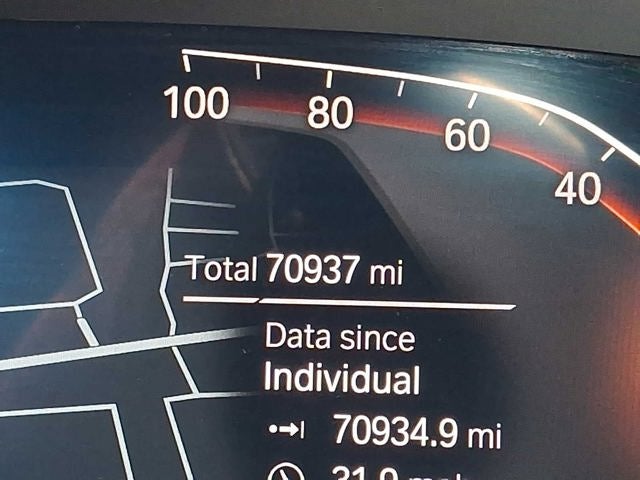 100 80 60 40
Total 70937 mi
Data since
Individual
70934.9 mi